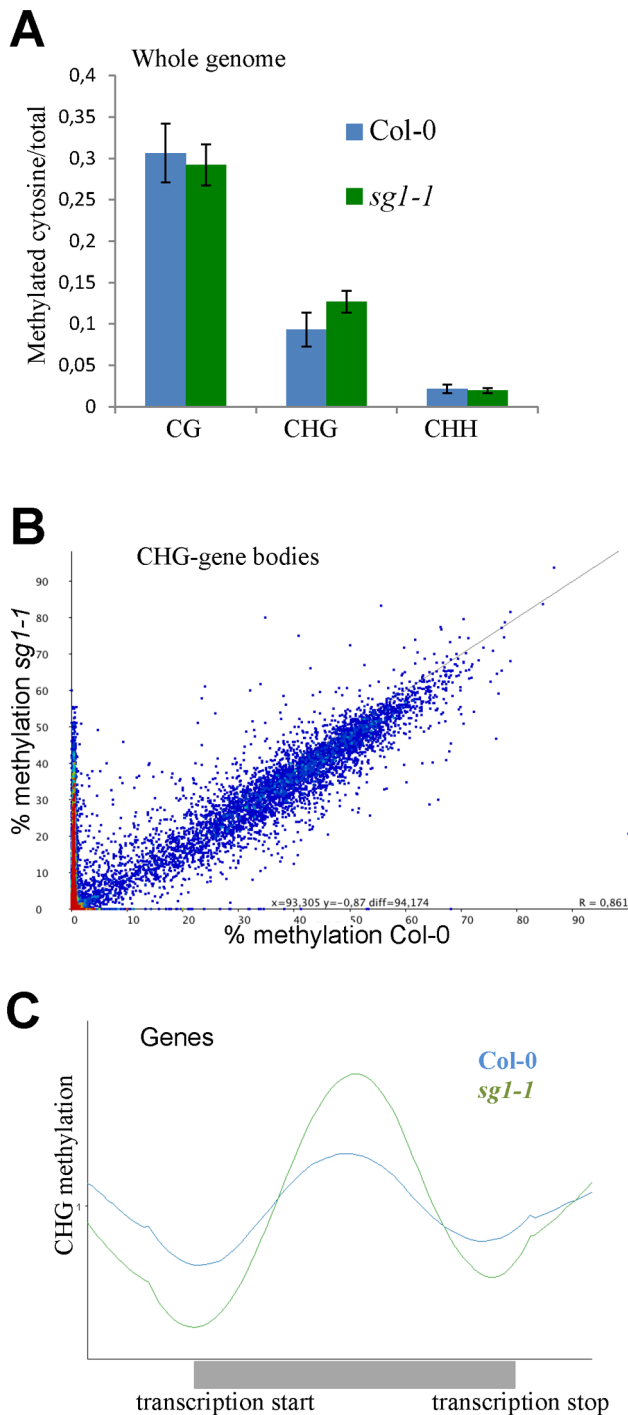 A
Whole genome
Methylated cytosine/total
0,4
0,35
0,3
0,25
0,2
0,15
0,1
0,05
0
Col-0
sg1-1
CG
CHG
CHH
B
CHG-gene bodies
% methylation sg1-1
90
80
70
60
50
40
30
20
10
0
x=93,305 y=-0,87 diff=94,174
R = 0,861
0
10
20
30
40
50
60
70
80
90
% methylation Col-0
C
Genes
Col-0
sg1-1
CHG methylation
1
transcription start
transcription stop